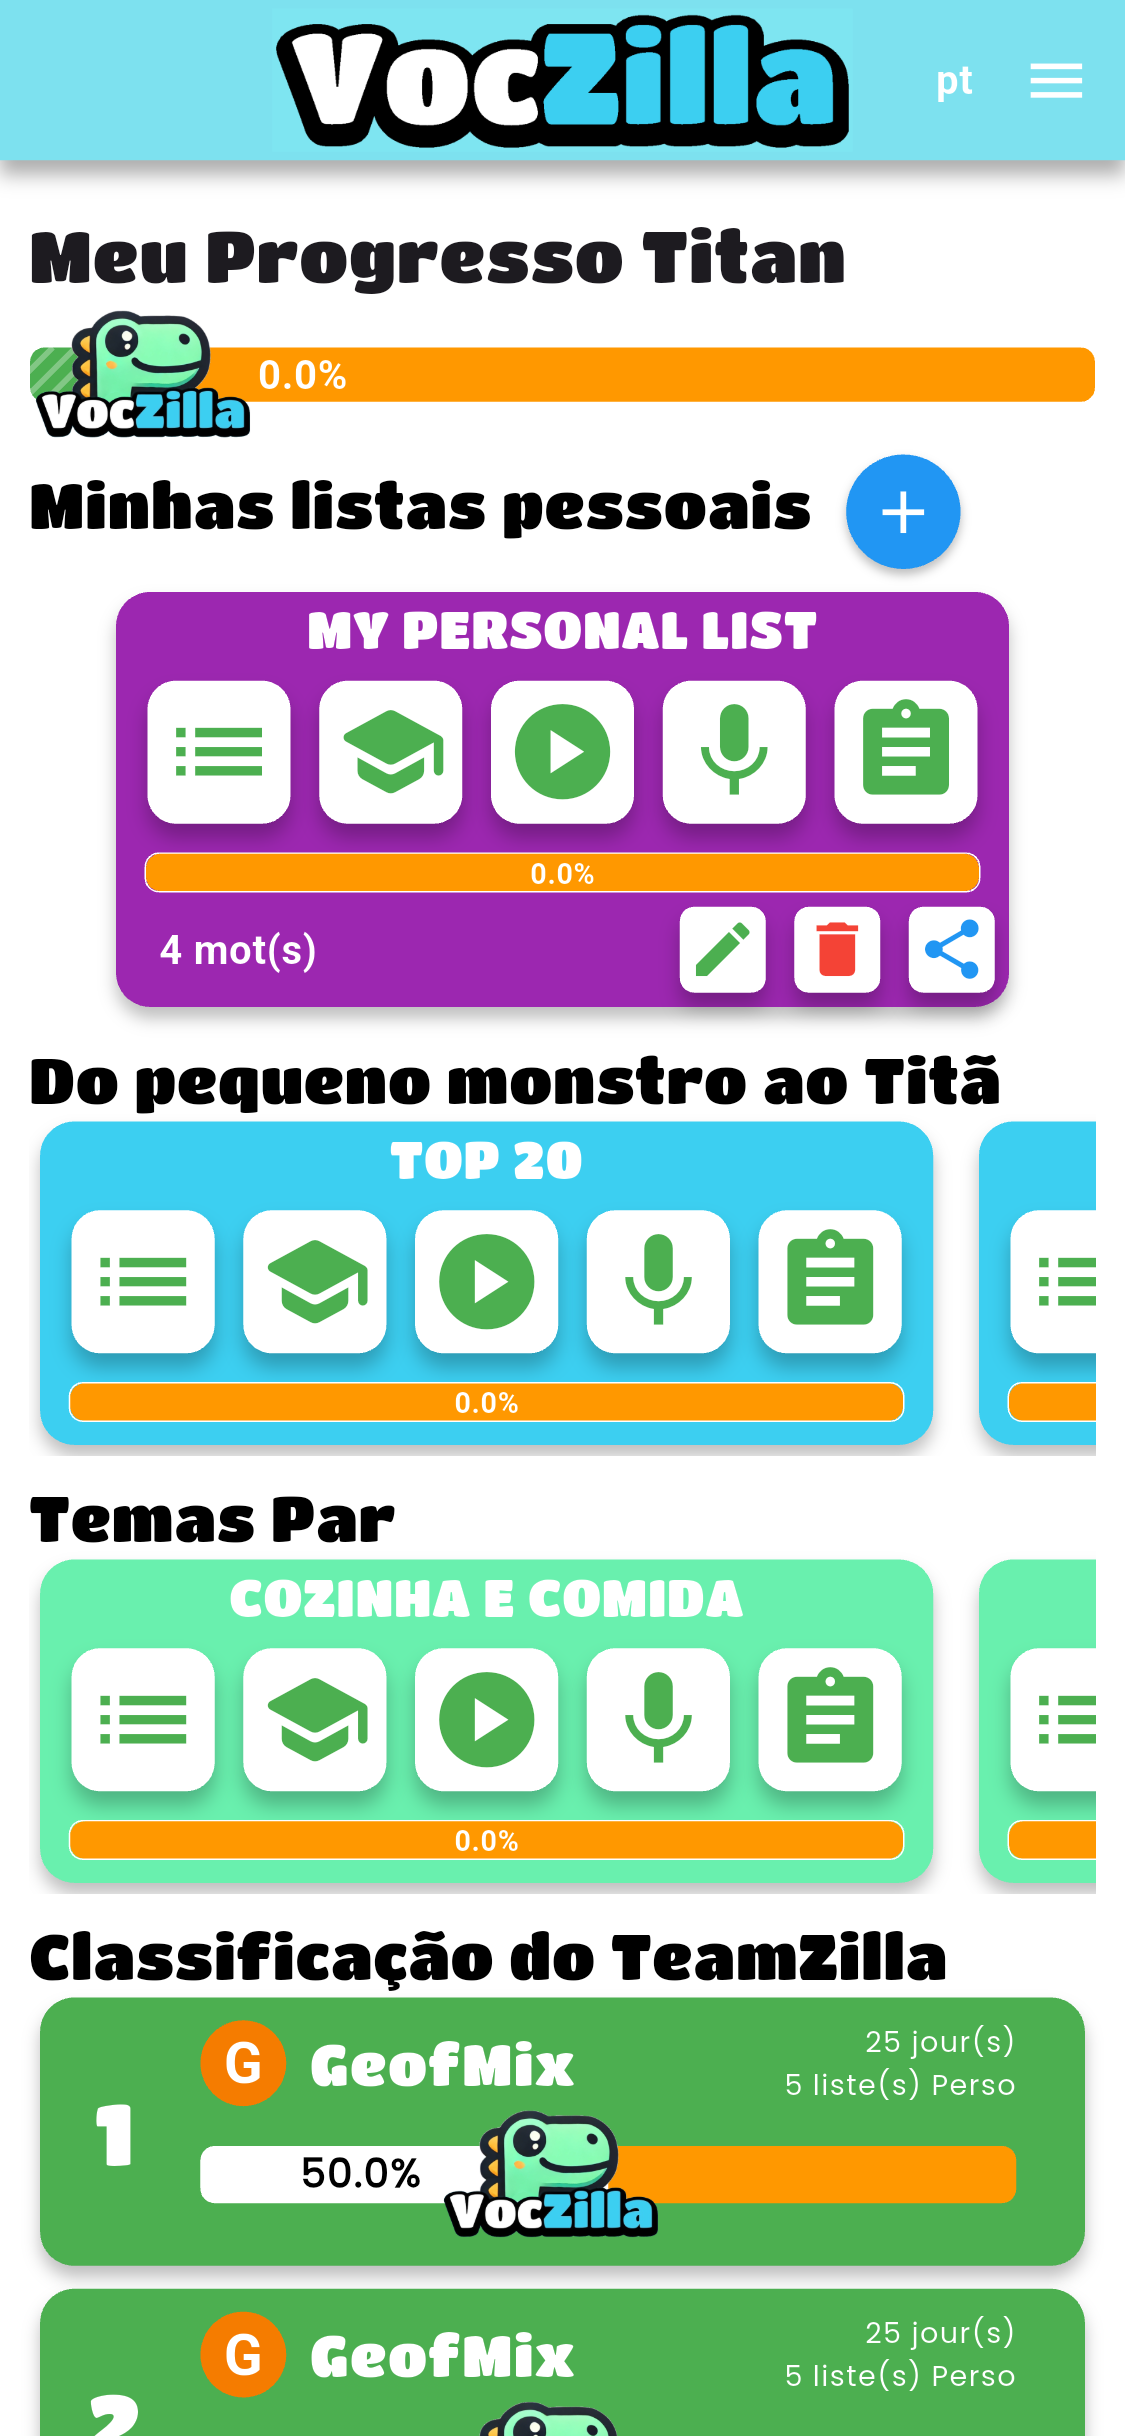 VocZilla
pt
Meu Progresso Titan
0.0%
VocZilla
Minhas listas pessoais
MY PERSONAL LIST
0.0%
4 mot(s)
Do pequeno monstro ao Titã
TOP 20
0.0%
Temas Par
COZINHA E COMIDA
0.0%
Classificação do TeamZilla
1
G
GeofMix
25 jour(s)
5 liste(s) Perso
50.0%
VocZilla
2
G
GeofMix
25 jour(s)
5 liste(s) Perso